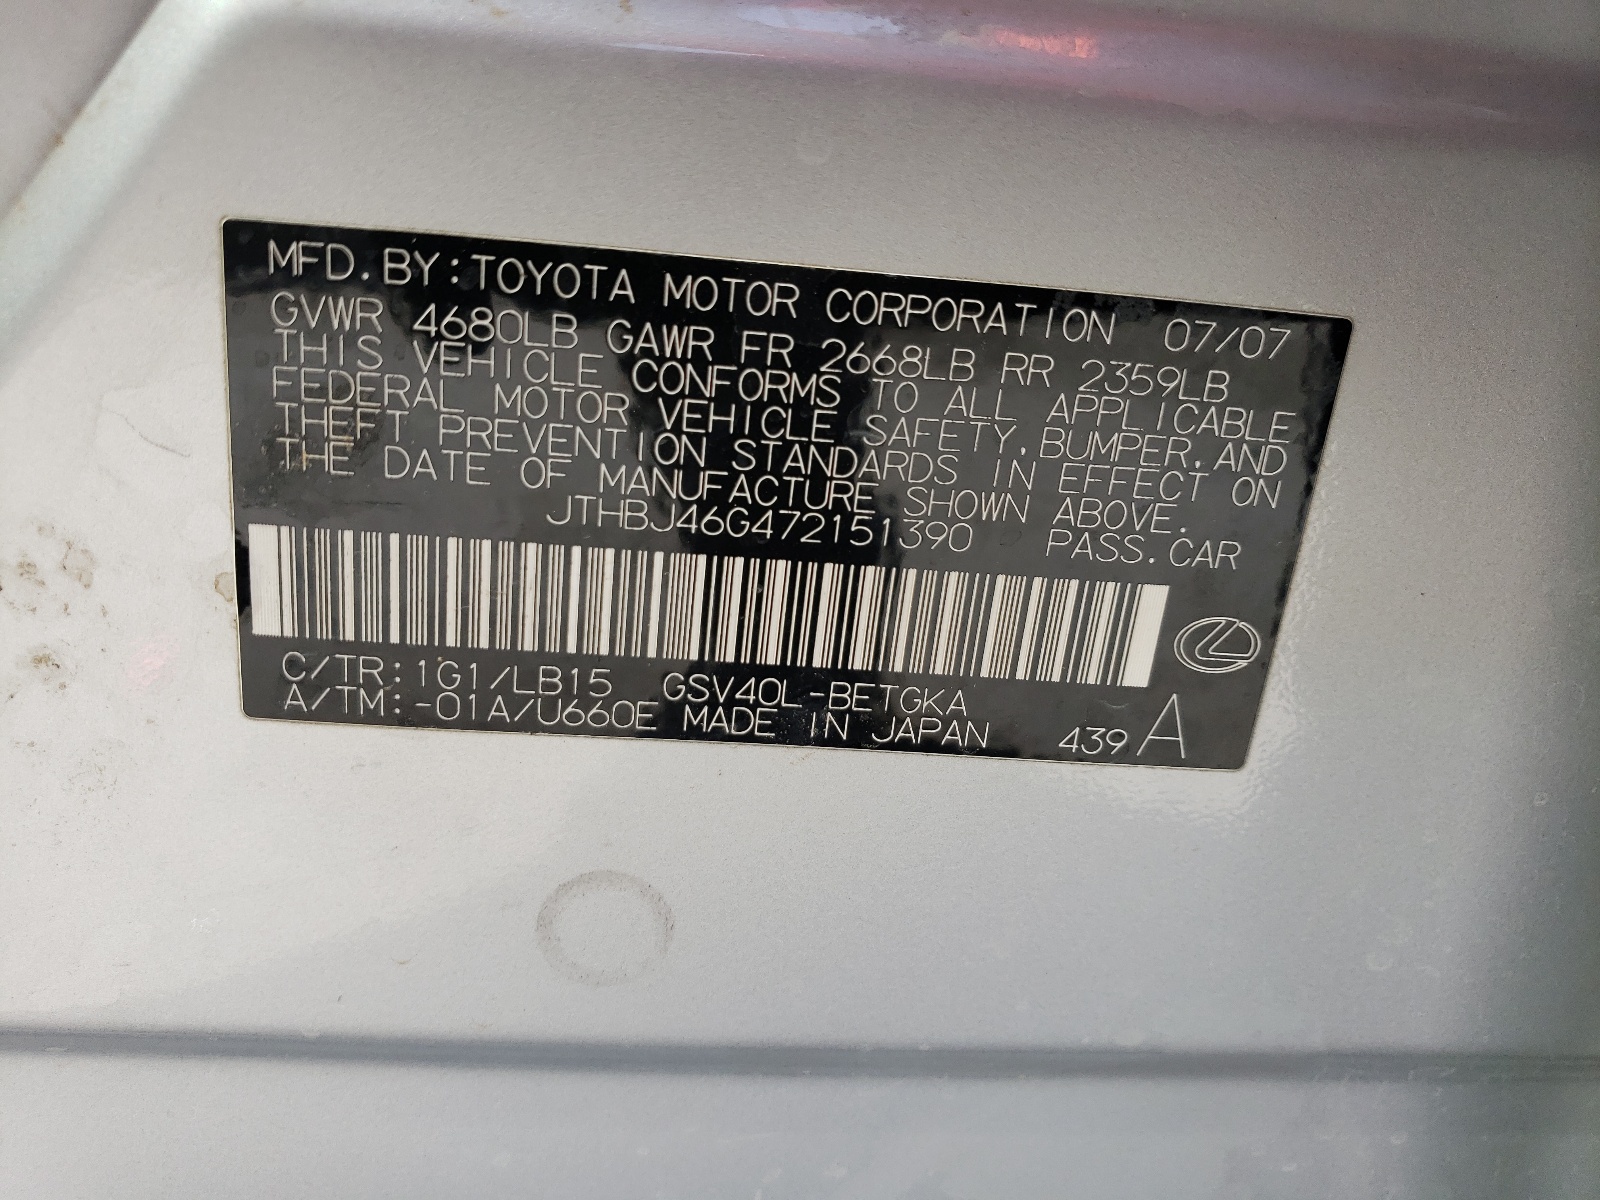 MFD.BY:TOYOTA MOTOR CORPORATION 07/07
GVWR 4680LB GAWR FR 2668LB RR 2359LB
THIS VEHICLE CONFORMS TO ALL APPLICABLE
FEDERAL MOTOR VEHICLE SAFETY,BUMPER,AND
THEFT PREVENTION STANDARDS IN EFFECT ON
THE DATE OF MANUFACTURE SHOWN ABOVE.
JTHBJ46G472151390 PASS.CAR
C/TR:1G1/LB15 GSV40L-BETGKA
A/TM:-01A/U660E MADE IN JAPAN 439 A